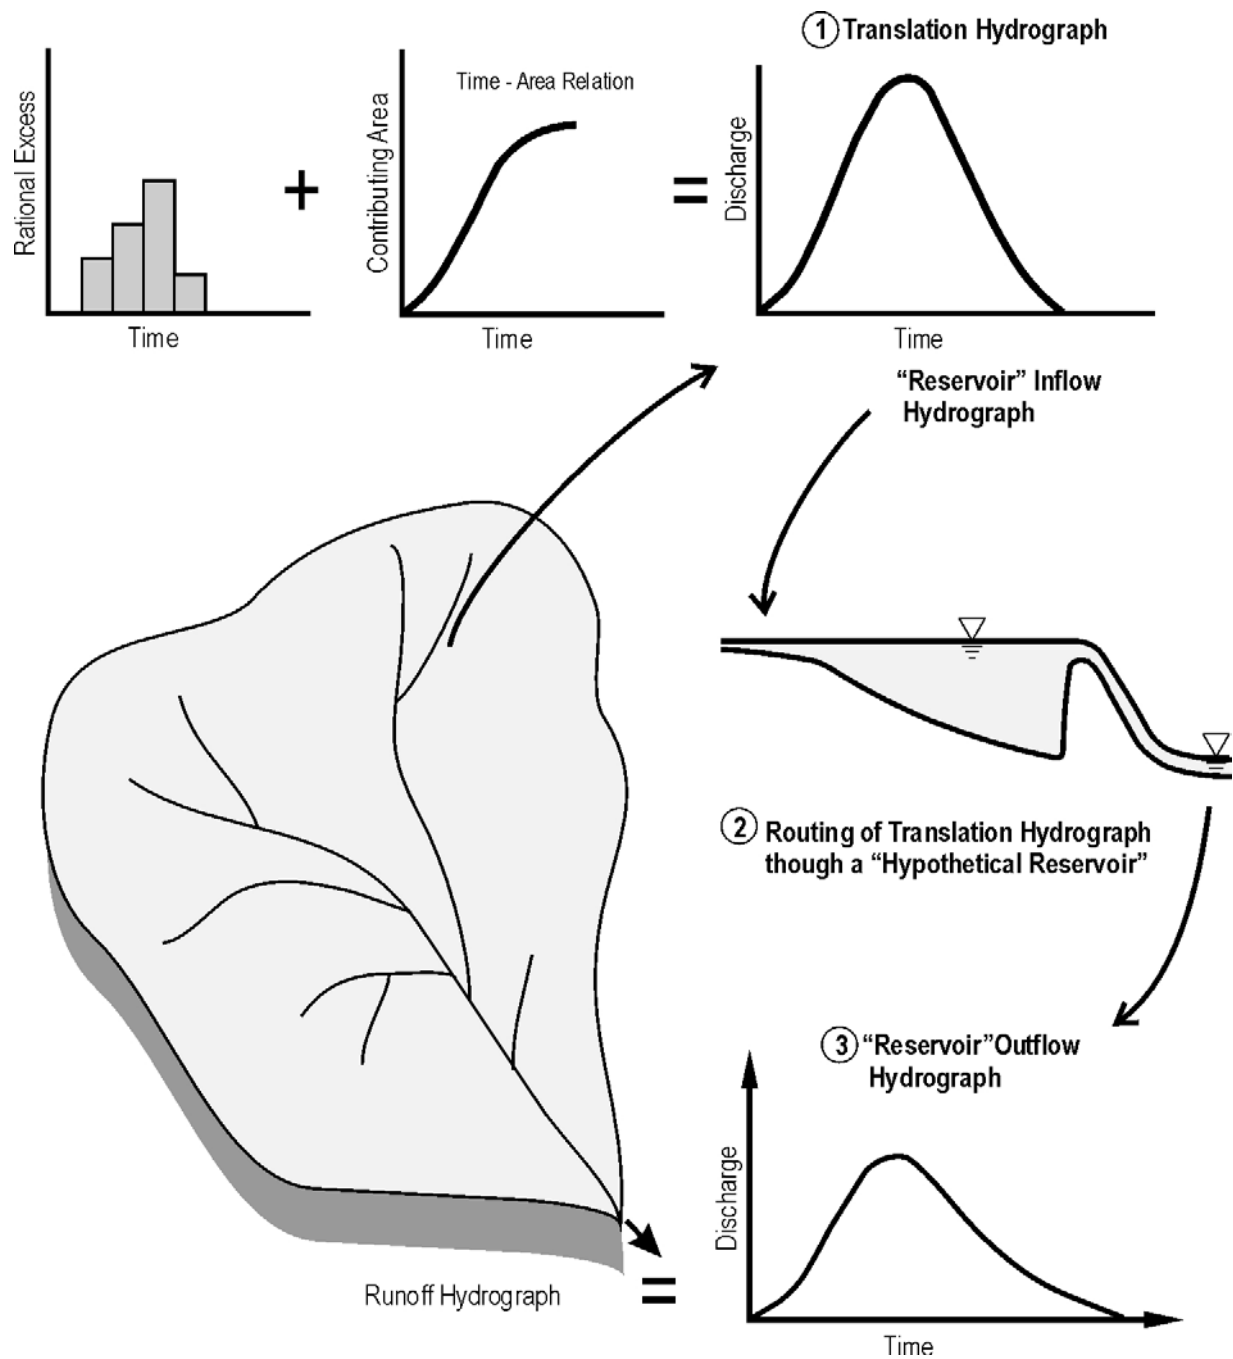 1 Translation Hydrograph
Rational Excess
Time
Time - Area Relation
Contributing Area
Time
Discharge
Time
“Reservoir” Inflow
Hydrograph
2 Routing of Translation Hydrograph
though a “Hypothetical Reservoir”
3 “Reservoir”Outflow
Hydrograph
Discharge
Time
Runoff Hydrograph